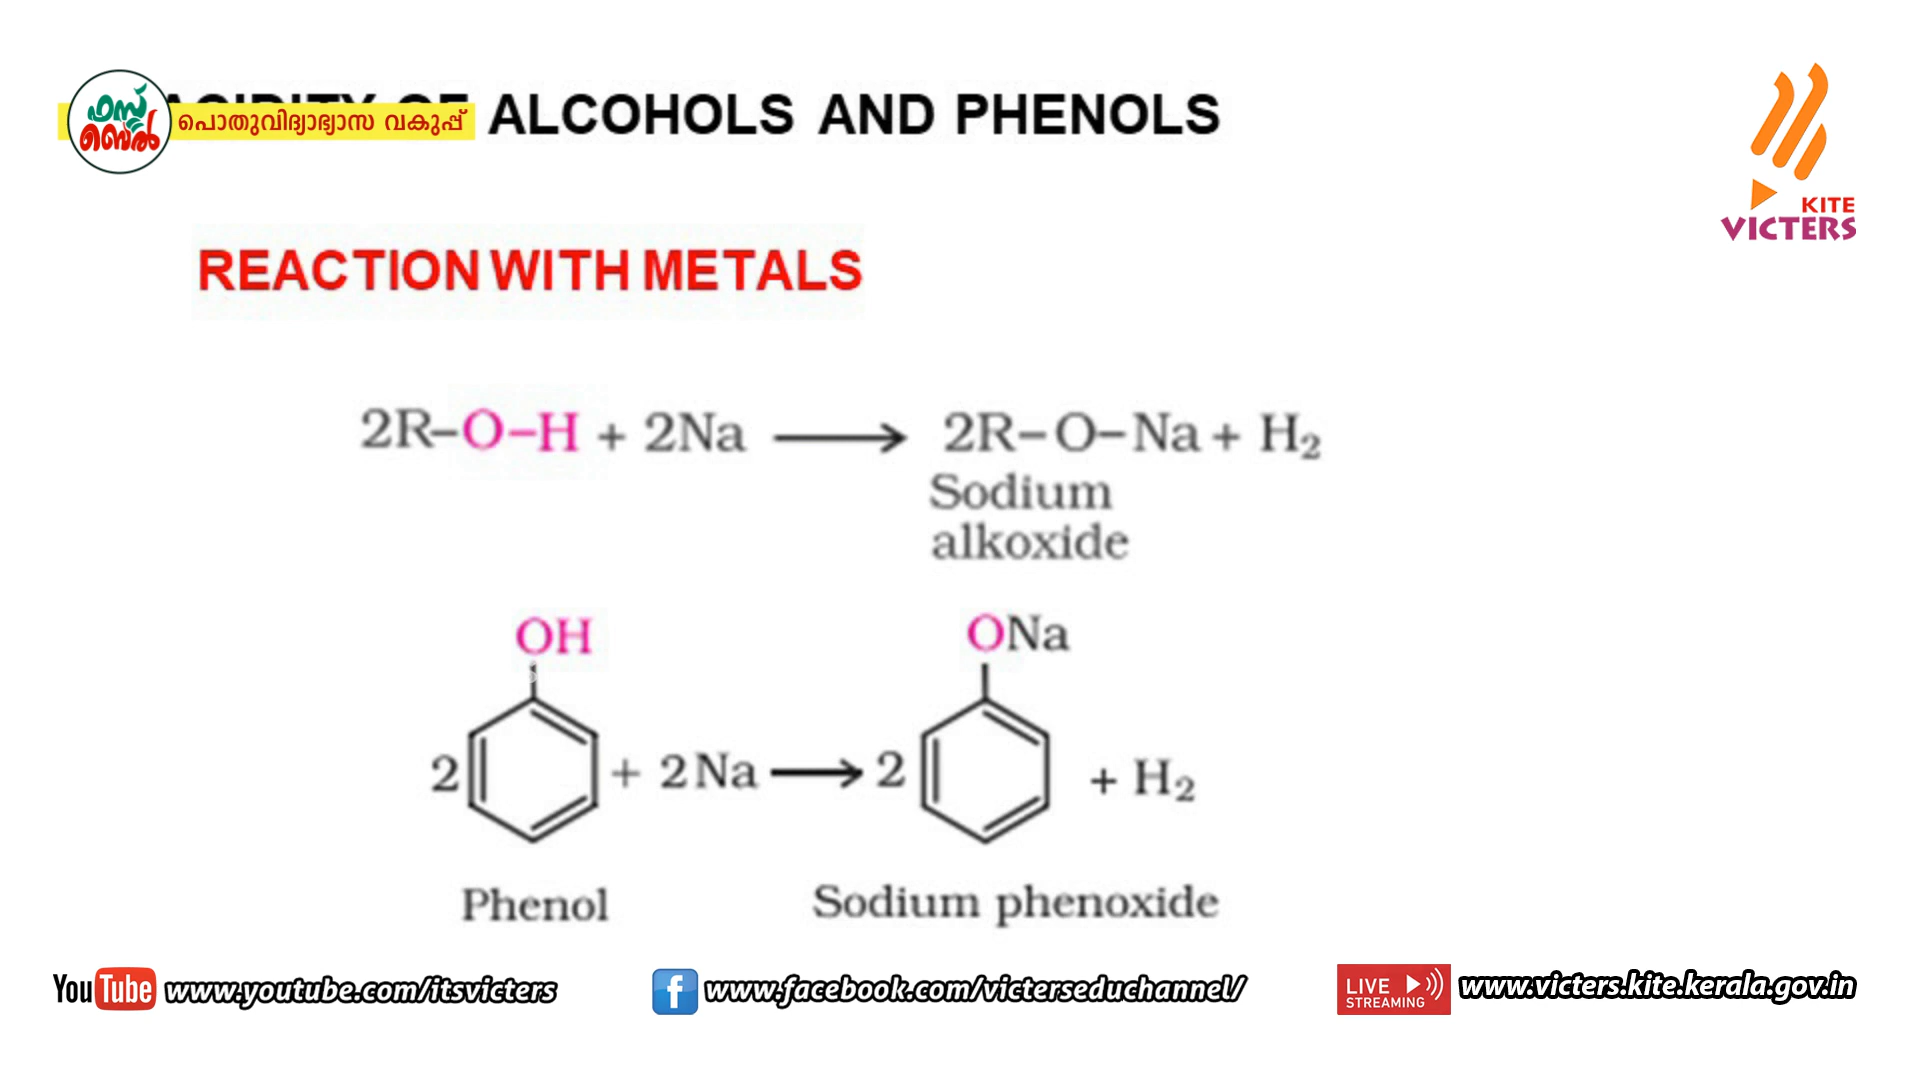 ഫസ്റ്റ്
ബെൽ
പൊതുവിദ്യാഭ്യാസ വകുപ്പ്
ACIDITY OF ALCOHOLS AND PHENOLS
KITE
VICTERS
REACTION WITH METALS
2R–O–H + 2Na ⟶ 2R–O–Na + H₂
Sodium
alkoxide
OH
ONa
2 + 2Na ⟶ 2 + H₂
Phenol
Sodium phenoxide
YouTube www.youtube.com/itsvicters
f www.facebook.com/victerseduchannel/
LIVE
STREAMING
www.victers.kite.kerala.gov.in